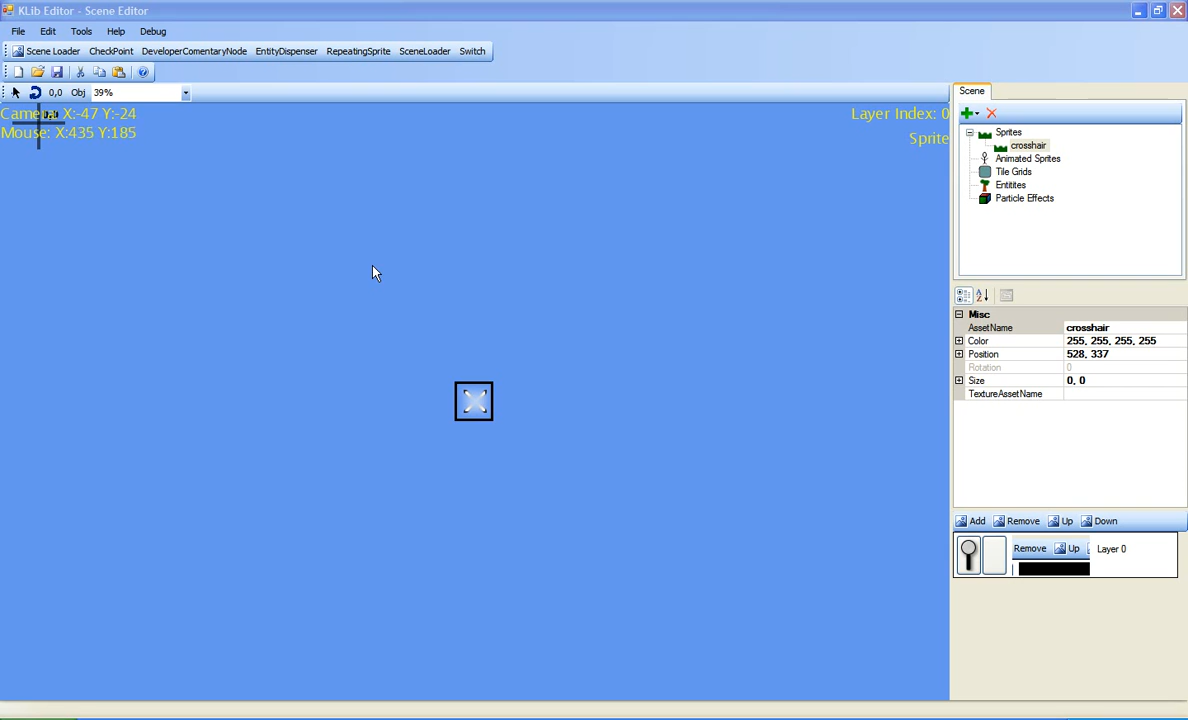 KLib Editor - Scene Editor
File Edit Tools Help Debug
Scene Loader CheckPoint DeveloperComentaryNode EntityDispenser RepeatingSprite SceneLoader Switch
0,0 Obj 39%
Scene
Camera X:-47 Y:-24
Mouse: X:435 Y:185
Layer Index: 0
Sprite
Sprites
crosshair
Animated Sprites
Tile Grids
Entitites
Particle Effects
Misc
AssetName crosshair
Color 255, 255, 255, 255
Position 528, 337
Rotation 0
Size 0, 0
TextureAssetName
Add Remove Up Down
Remove Up Layer 0